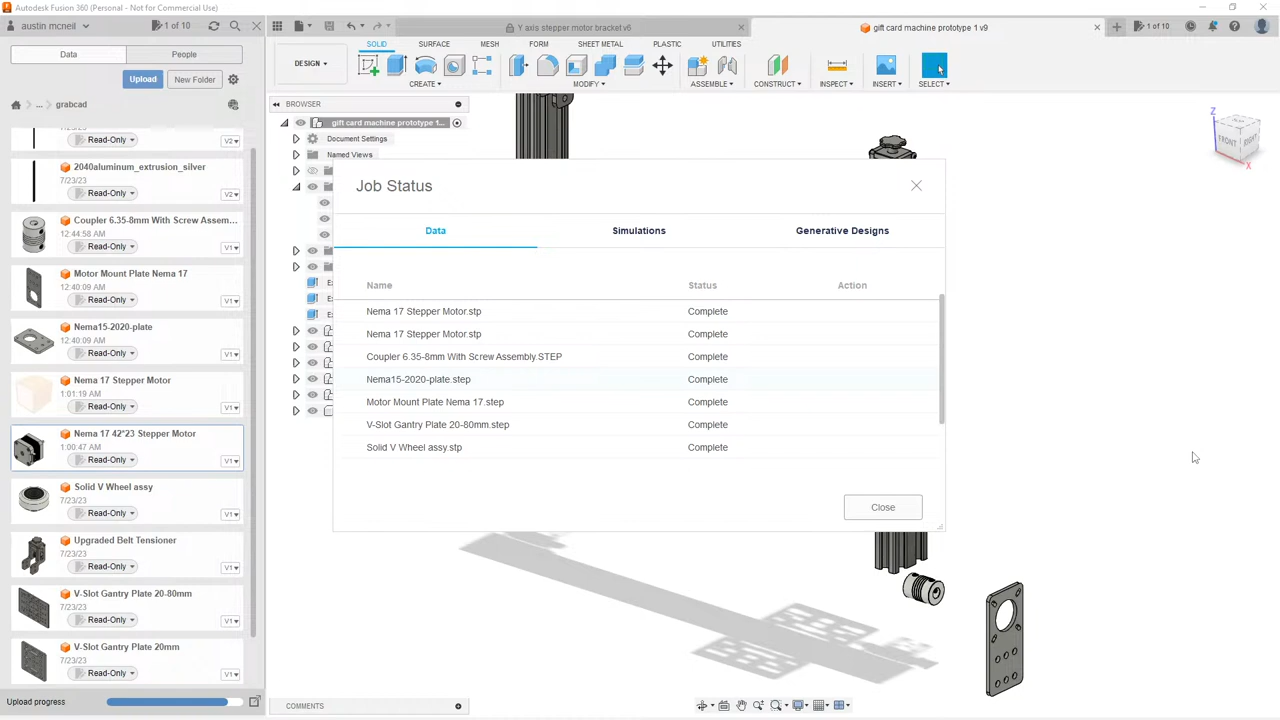 Autodesk Fusion 360 (Personal - Not for Commercial Use)
austin mcneil
1 of 10
Y axis stepper motor bracket v6
gift card machine prototype 1 v9
1 of 10
Data
People
SOLID
SURFACE
MESH
FORM
SHEET METAL
PLASTIC
UTILITIES
DESIGN
Upload
New Folder
CREATE
MODIFY
ASSEMBLE
CONSTRUCT
INSPECT
INSERT
SELECT
...
grabcad
BROWSER
gift card machine prototype 1...
Document Settings
Named Views
Z
TOP
FRONT
RIGHT
X
Read-Only
V2
2040aluminum_extrusion_silver
7/23/23
Read-Only
V2
Coupler 6.35-8mm With Screw Assem...
12:44:58 AM
Read-Only
V1
Motor Mount Plate Nema 17
12:40:09 AM
Read-Only
V1
Nema15-2020-plate
12:40:09 AM
Read-Only
V1
Nema 17 Stepper Motor
1:01:19 AM
Read-Only
V1
Nema 17 42*23 Stepper Motor
1:00:47 AM
Read-Only
V1
Solid V Wheel assy
7/23/23
Read-Only
V1
Upgraded Belt Tensioner
7/23/23
Read-Only
V1
V-Slot Gantry Plate 20-80mm
7/23/23
Read-Only
V1
V-Slot Gantry Plate 20mm
7/23/23
Read-Only
V1
Upload progress
Job Status
Data
Simulations
Generative Designs
Name
Status
Action
Nema 17 Stepper Motor.stp
Complete
Nema 17 Stepper Motor.stp
Complete
Coupler 6.35-8mm With Screw Assembly.STEP
Complete
Nema15-2020-plate.step
Complete
Motor Mount Plate Nema 17.step
Complete
V-Slot Gantry Plate 20-80mm.step
Complete
Solid V Wheel assy.stp
Complete
Close
COMMENTS